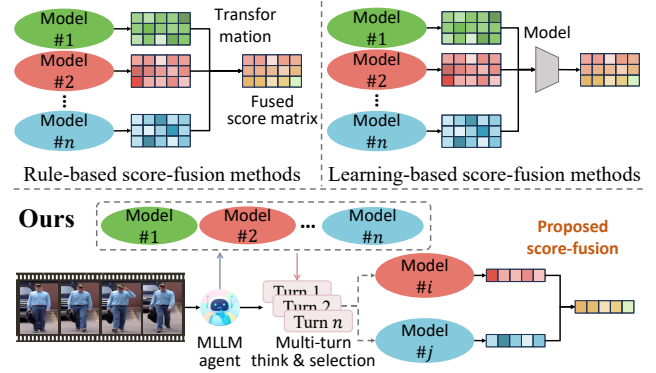 Model
#1
Model
#2
Model
#n
Transfor
mation
Fused
score matrix
Rule-based score-fusion methods
Model
#1
Model
#2
Model
#n
Model
Learning-based score-fusion methods
Ours
Model
#1
Model
#2
Model
#n
MLLM
agent
Turn 1
Turn 2
Turn n
Multi-turn
think & selection
Model
#i
Model
#j
Proposed
score-fusion